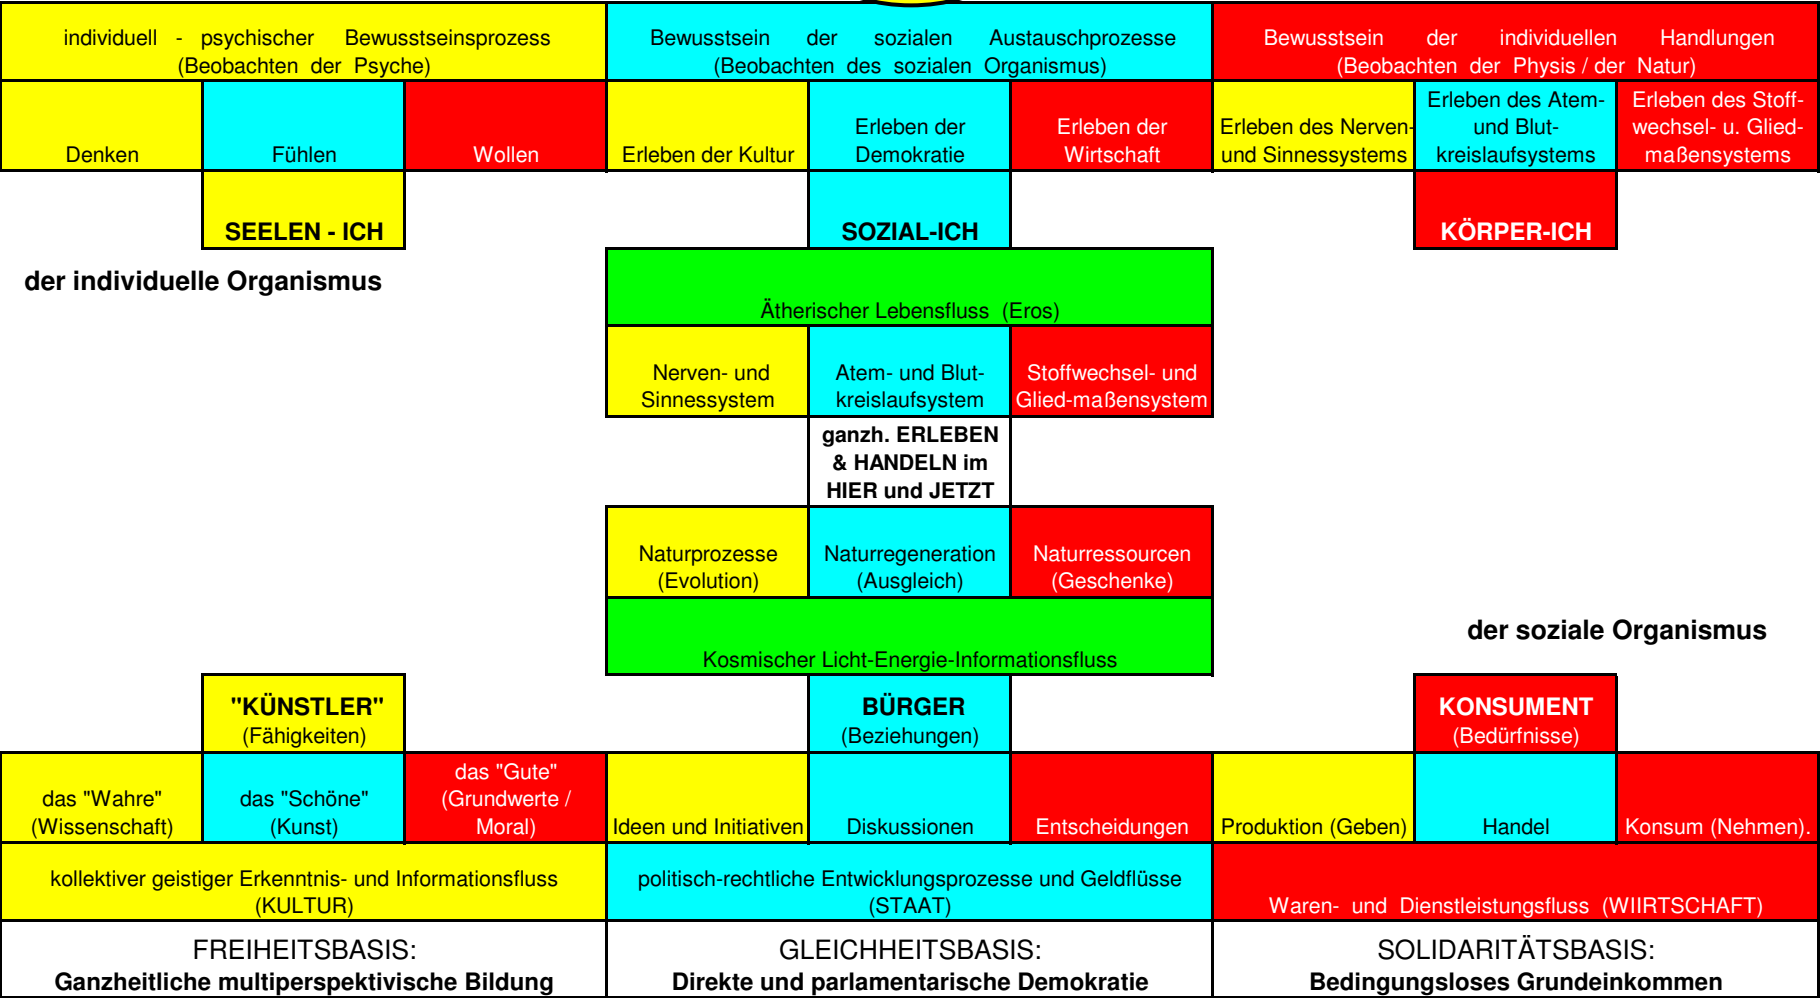 individuell - psychischer Bewusstseinsprozess
(Beobachten der Psyche)
Bewusstsein der sozialen Austauschprozesse
(Beobachten des sozialen Organismus)
Bewusstsein der individuellen Handlungen
(Beobachten der Physis / der Natur)
Denken
Fühlen
Wollen
Erleben der Kultur
Erleben der
Demokratie
Erleben der
Wirtschaft
Erleben des Nerven-
und Sinnessystems
Erleben des Atem-
und Blut-
kreislaufsystems
Erleben des Stoff-
wechsel- u. Glied-
maßensystems
SEELEN - ICH
SOZIAL-ICH
KÖRPER-ICH
der individuelle Organismus
Ätherischer Lebensfluss (Eros)
Nerven- und
Sinnessystem
Atem- und Blut-
kreislaufsystem
Stoffwechsel- und
Glied-maßensystem
ganzh. ERLEBEN
& HANDELN im
HIER und JETZT
Naturprozesse
(Evolution)
Naturregeneration
(Ausgleich)
Naturressourcen
(Geschenke)
Kosmischer Licht-Energie-Informationsfluss
der soziale Organismus
"KÜNSTLER"
(Fähigkeiten)
BÜRGER
(Beziehungen)
KONSUMENT
(Bedürfnisse)
das "Wahre"
(Wissenschaft)
das "Schöne"
(Kunst)
das "Gute"
(Grundwerte /
Moral)
Ideen und Initiativen
Diskussionen
Entscheidungen
Produktion (Geben)
Handel
Konsum (Nehmen).
kollektiver geistiger Erkenntnis- und Informationsfluss
(KULTUR)
politisch-rechtliche Entwicklungsprozesse und Geldflüsse
(STAAT)
Waren- und Dienstleistungsfluss (WIIRTSCHAFT)
FREIHEITSBASIS:
Ganzheitliche multiperspektivische Bildung
GLEICHHEITSBASIS:
Direkte und parlamentarische Demokratie
SOLIDARITÄTSBASIS:
Bedingungsloses Grundeinkommen